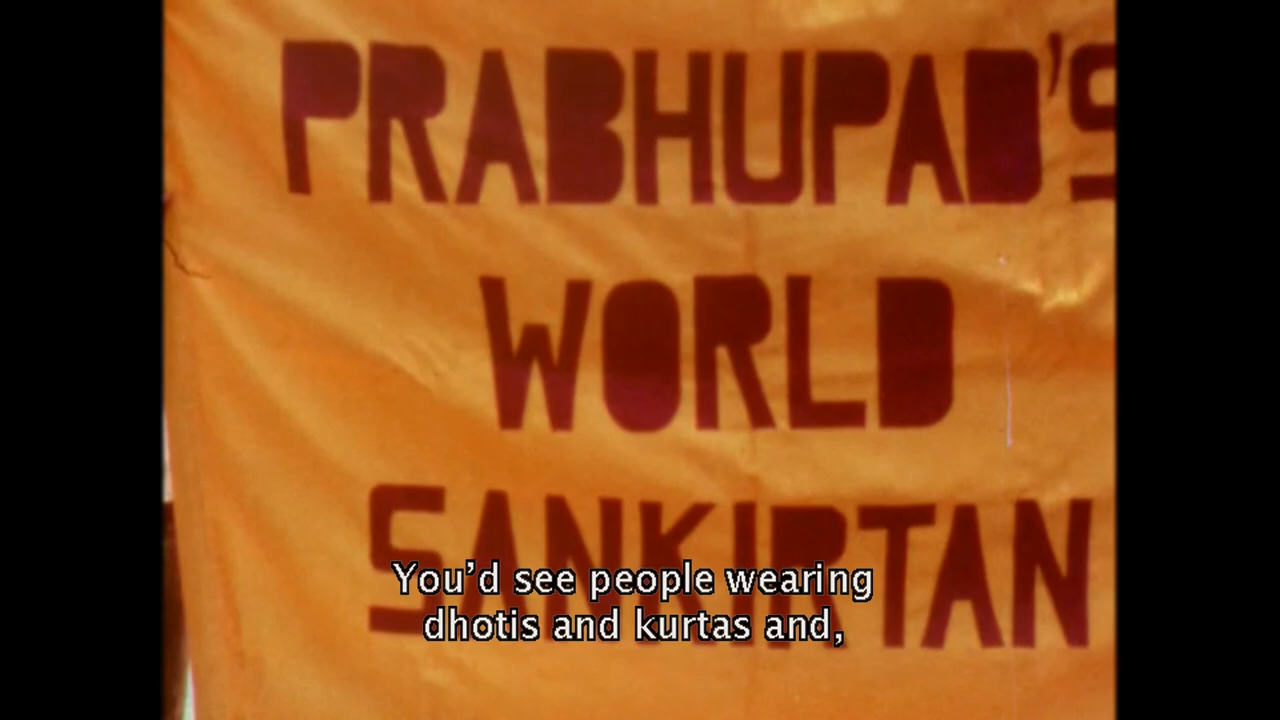 PRABHUPAD'S
WORLD
SANKIRTAN
You'd see people wearing
dhotis and kurtas and,